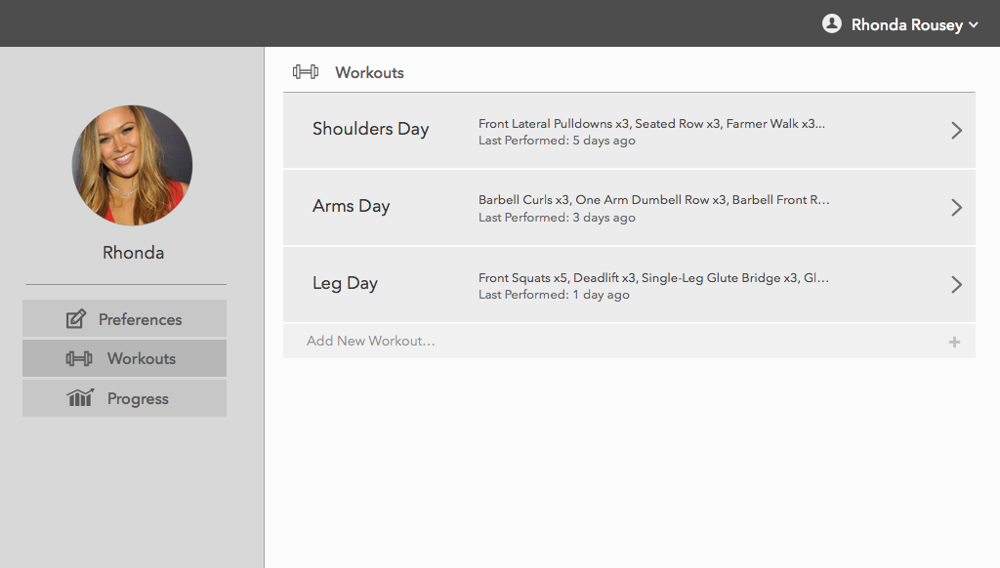 Rhonda Rousey
Workouts
Shoulders Day
Front Lateral Pulldowns x3, Seated Row x3, Farmer Walk x3...
Last Performed: 5 days ago
Arms Day
Barbell Curls x3, One Arm Dumbell Row x3, Barbell Front R...
Last Performed: 3 days ago
Leg Day
Front Squats x5, Deadlift x3, Single-Leg Glute Bridge x3, Gl...
Last Performed: 1 day ago
Add New Workout...
Rhonda
Preferences
Workouts
Progress